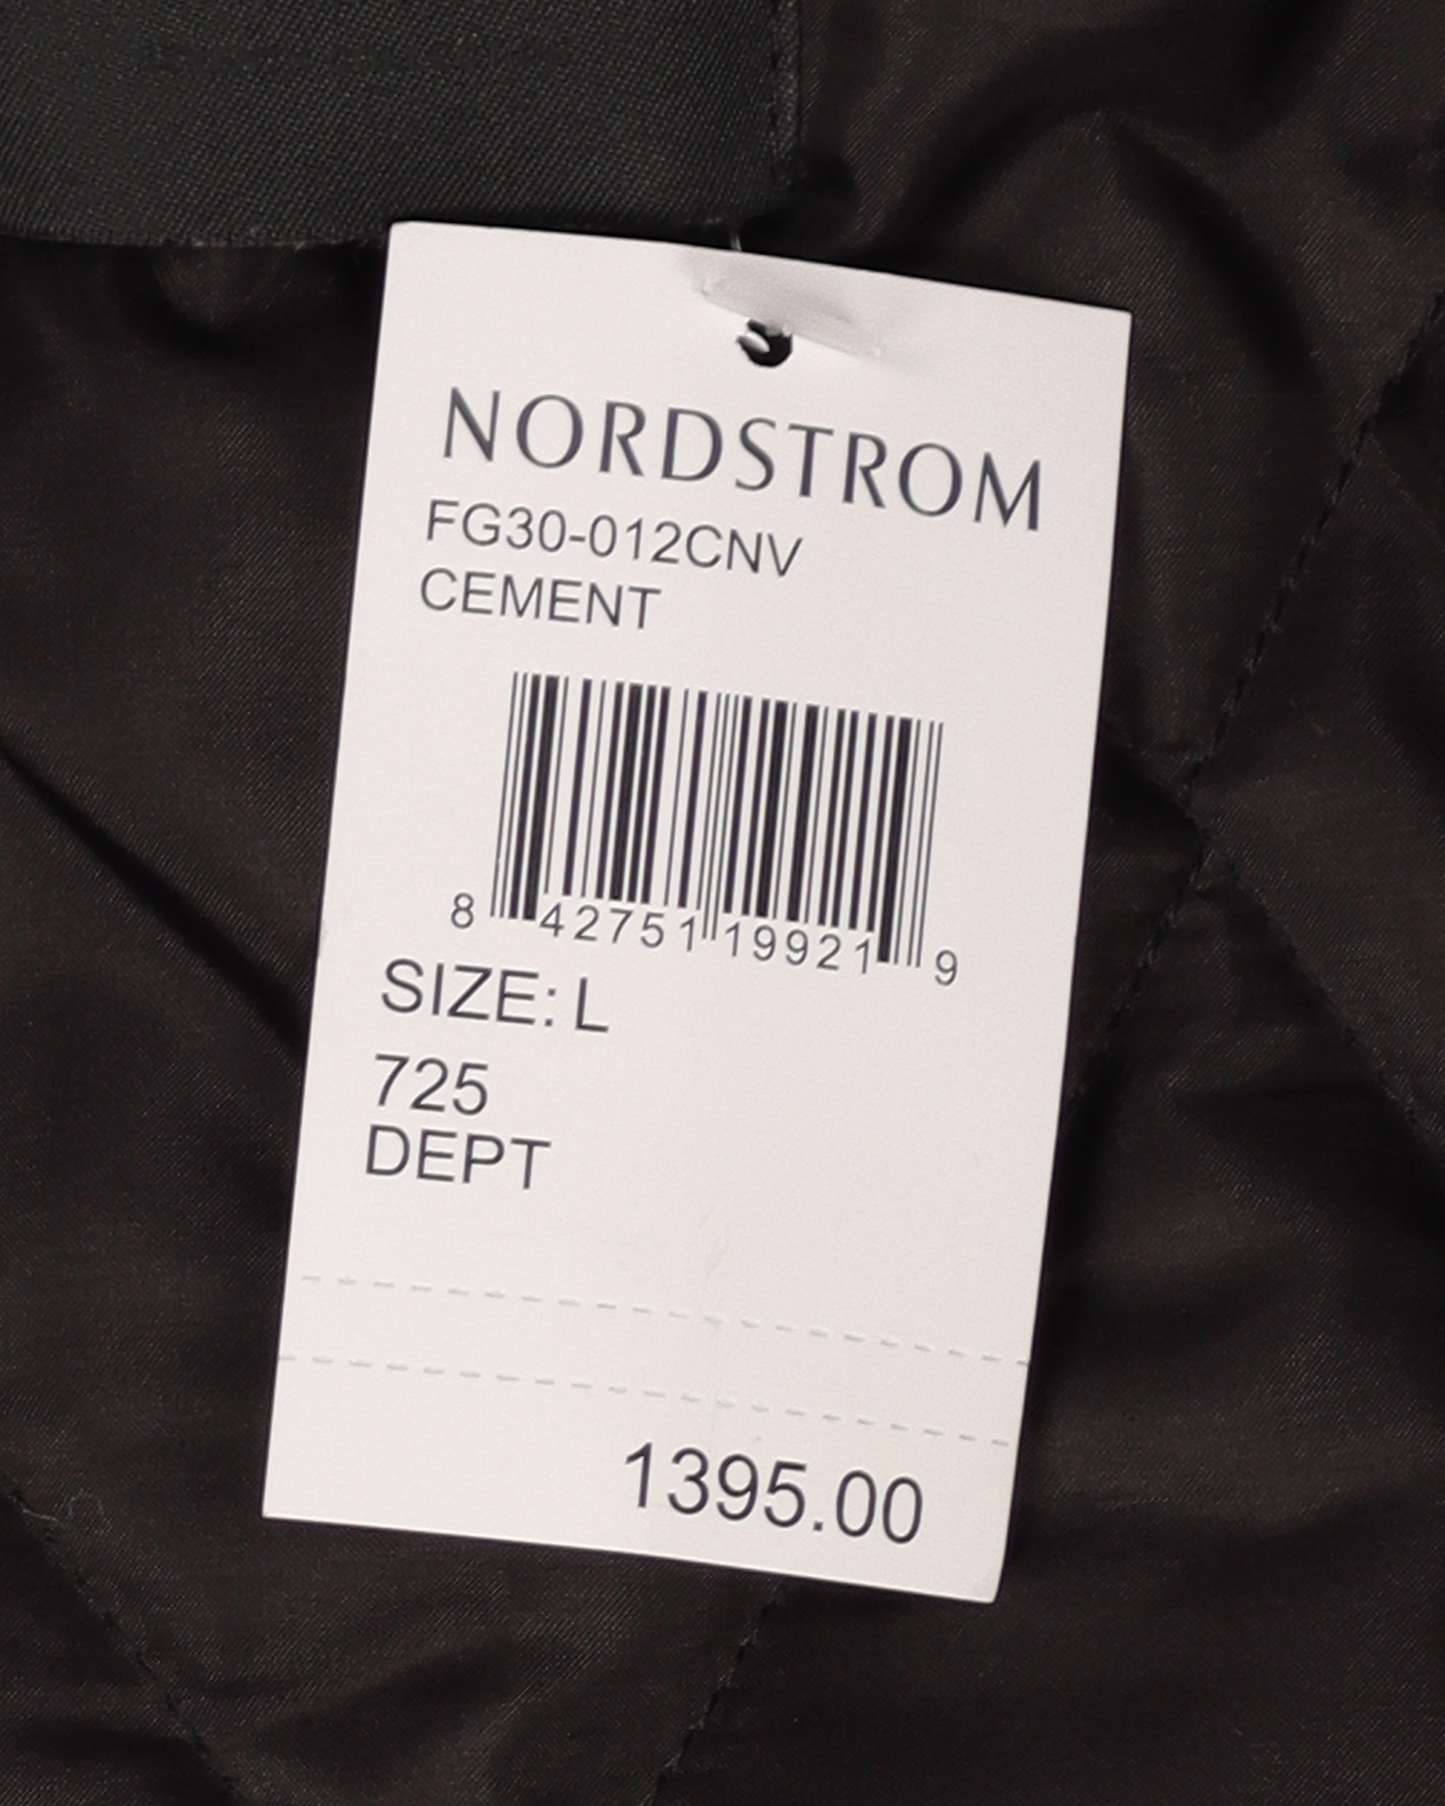 NORDSTROM
FG30-012CNV
CEMENT
8 42751 19921 9
SIZE: L
725
DEPT
1395.00